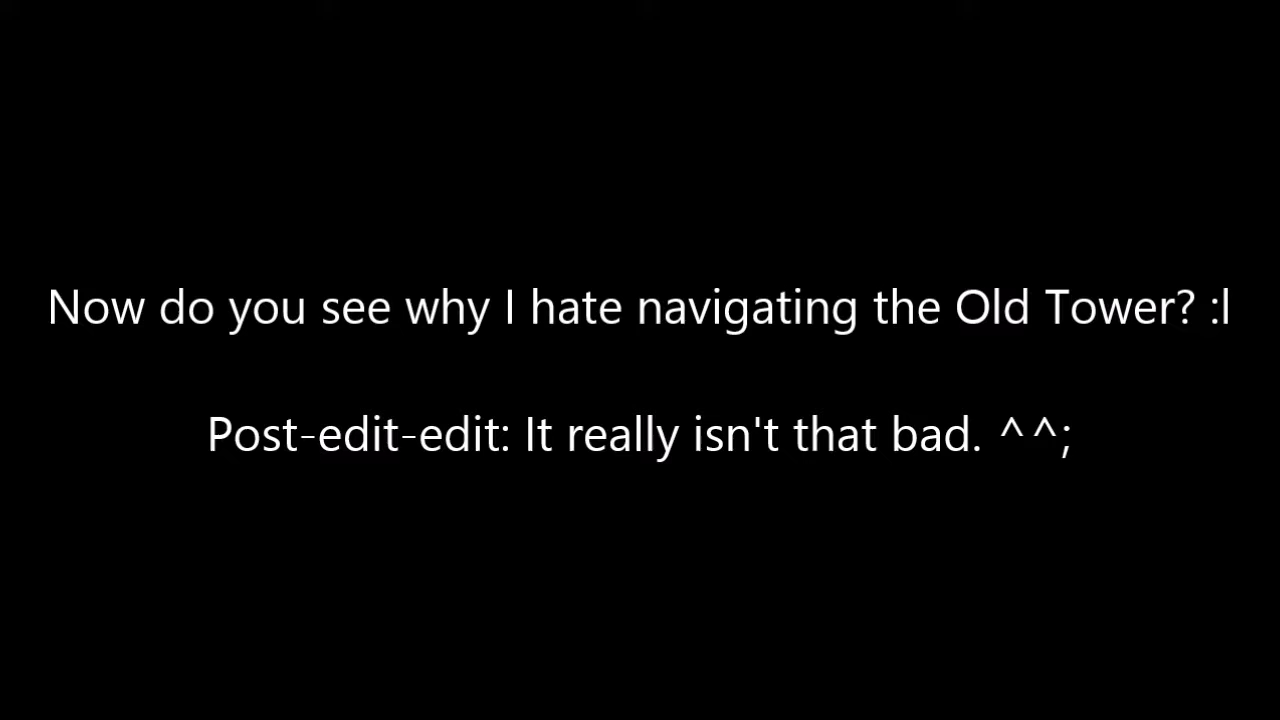 Now do you see why I hate navigating the Old Tower? :l
Post-edit-edit: It really isn't that bad. ^^;